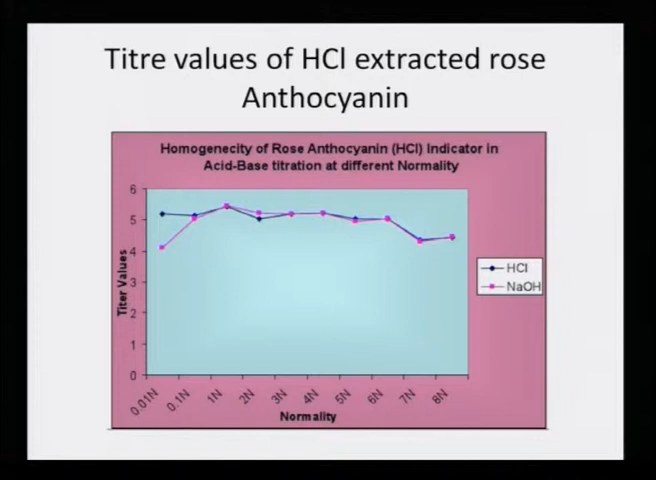 Titre values of HCl extracted rose
Anthocyanin
Homogenecity of Rose Anthocyanin (HCl) Indicator in
Acid-Base titration at different Normality
6
5
4
3
2
1
0
Titer Values
0.01N 0.1N 1N 2N 3N 4N 5N 6N 7N 8N
Normality
HCl
NaOH